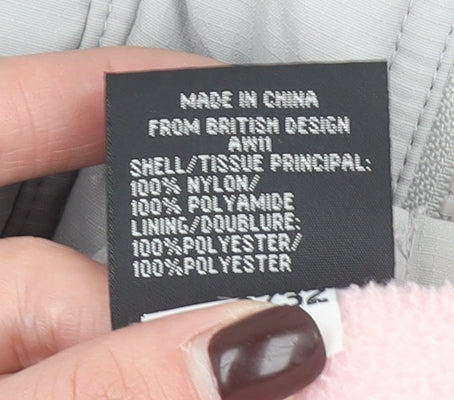 MADE IN CHINA
FROM BRITISH DESIGN
AW11
SHELL/TISSUE PRINCIPAL:
100% NYLON/
100% POLYAMIDE
LINING/DOUBLURE:
100%POLYESTER/
100%POLYESTER
732